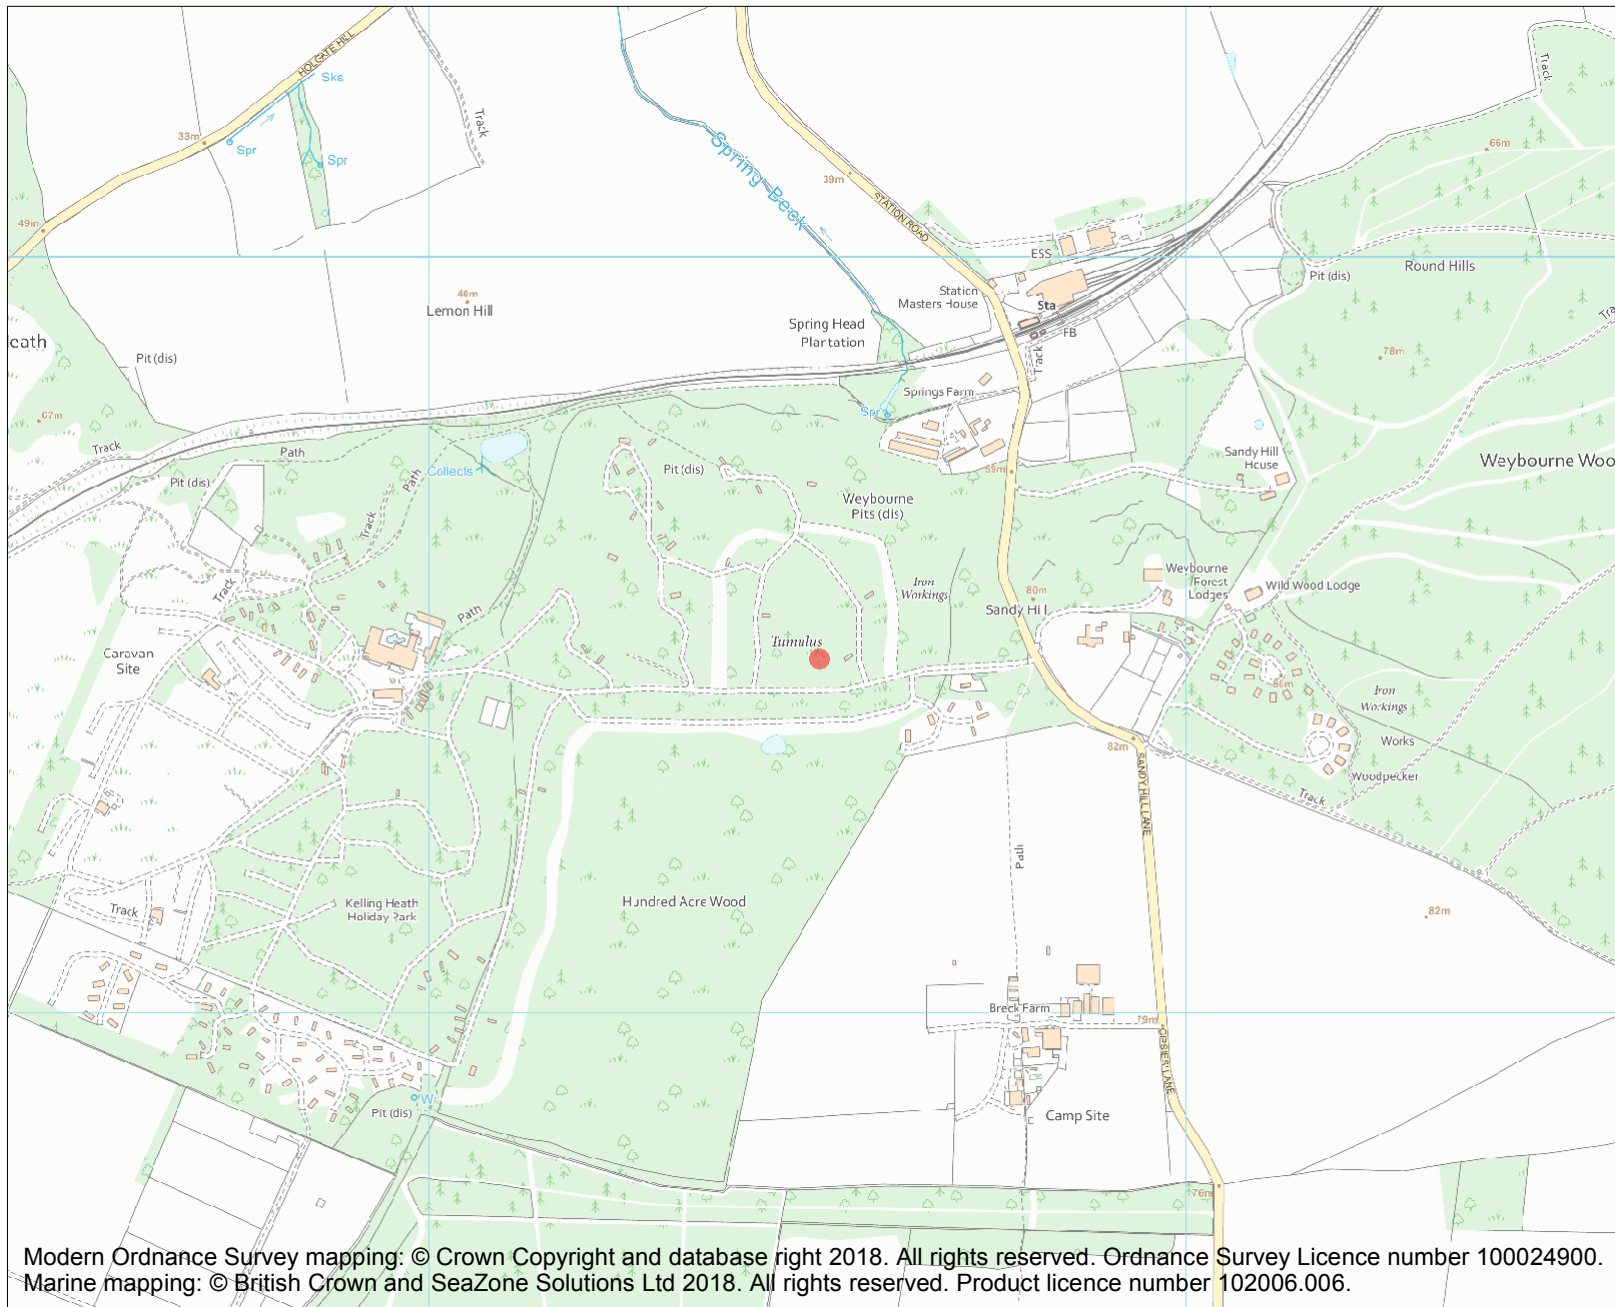 HOLGATE HILL
Sks
Track
33m
Spr
Spr
49m
Spring Beck
39m
STATION ROAD
Track
66m
ESS
Round Hills
Pit (dis)
Station
Masters House
Sta
FB
Track
46m
Lemon Hill
Spring Head
Plantation
eath
Pit (dis)
78m
Springs Farm
Spr
67m
Track
Path
Pit (dis)
Path
Track
Collects
Pit (dis)
Weybourne
Pits (dis)
59m
Sandy Hill
House
Weybourne Woo
Track
Path
Iron
Workings
80m
Sandy Hill
Weybourne
Forest
Lodges
Wild Wood Lodge
Caravan
Site
Tumulus
86m
Iron
Workings
Works
Woodpecker
82m
Track
SANDY HILL LANE
Path
Kelling Heath
Holiday Park
Track
Hundred Acre Wood
82m
Breck Farm
79m
GIPSIES' LANE
W
Pit (dis)
Camp Site
76m
Modern Ordnance Survey mapping: © Crown Copyright and database right 2018. All rights reserved. Ordnance Survey Licence number 100024900.
Marine mapping: © British Crown and SeaZone Solutions Ltd 2018. All rights reserved. Product licence number 102006.006.